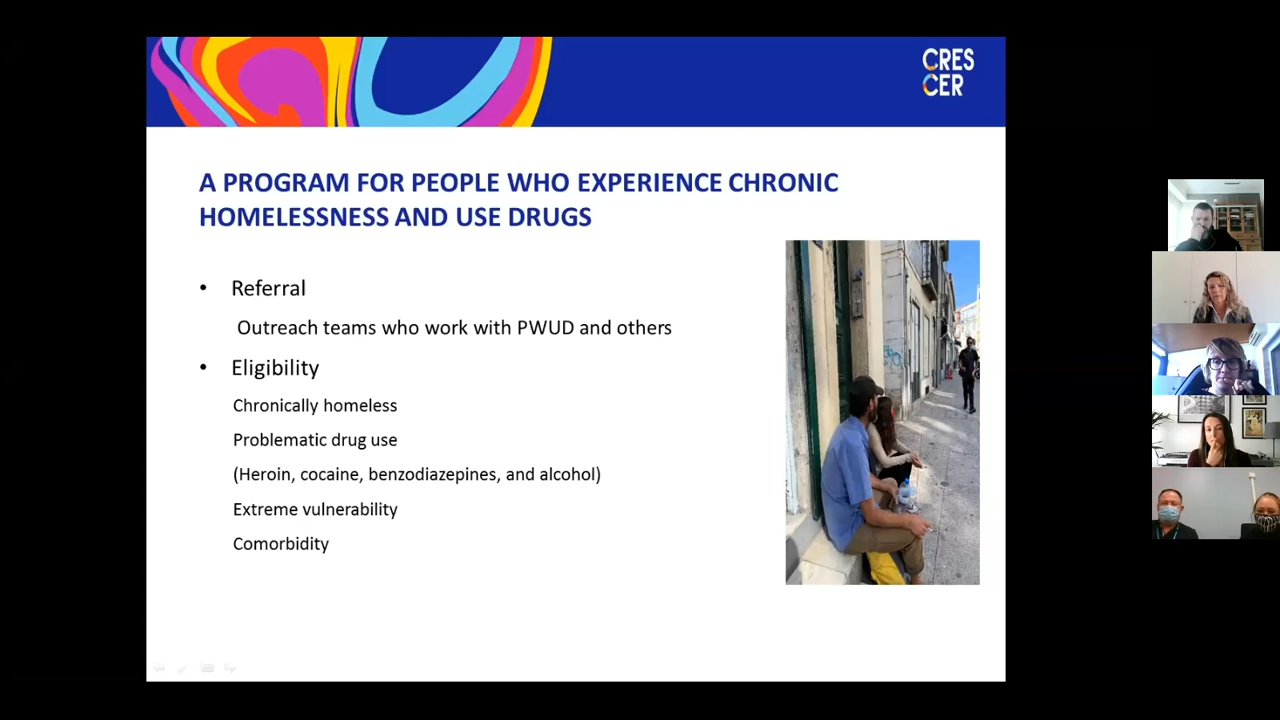 CRES
CER
A PROGRAM FOR PEOPLE WHO EXPERIENCE CHRONIC
HOMELESSNESS AND USE DRUGS
• Referral
Outreach teams who work with PWUD and others
• Eligibility
Chronically homeless
Problematic drug use
(Heroin, cocaine, benzodiazepines, and alcohol)
Extreme vulnerability
Comorbidity